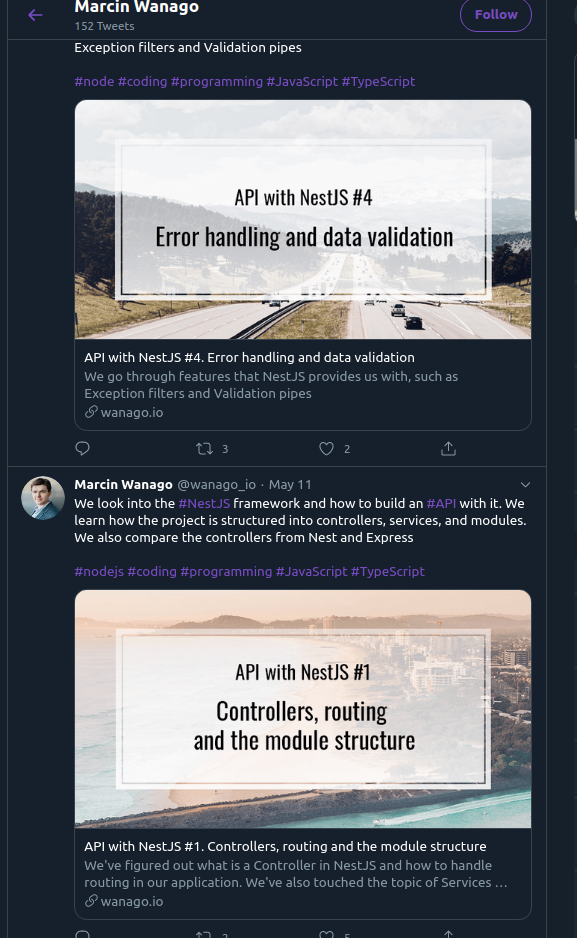 Marcin Wanago
152 Tweets
Follow
Exception filters and Validation pipes
#node #coding #programming #JavaScript #TypeScript
API with NestJS #4
Error handling and data validation
API with NestJS #4. Error handling and data validation
We go through features that NestJS provides us with, such as
Exception filters and Validation pipes
wanago.io
3
2
Marcin Wanago @wanago_io · May 11
We look into the #NestJS framework and how to build an #API with it. We
learn how the project is structured into controllers, services, and modules.
We also compare the controllers from Nest and Express
#nodejs #coding #programming #JavaScript #TypeScript
API with NestJS #1
Controllers, routing
and the module structure
API with NestJS #1. Controllers, routing and the module structure
We've figured out what is a Controller in NestJS and how to handle
routing in our application. We've also touched the topic of Services ...
wanago.io